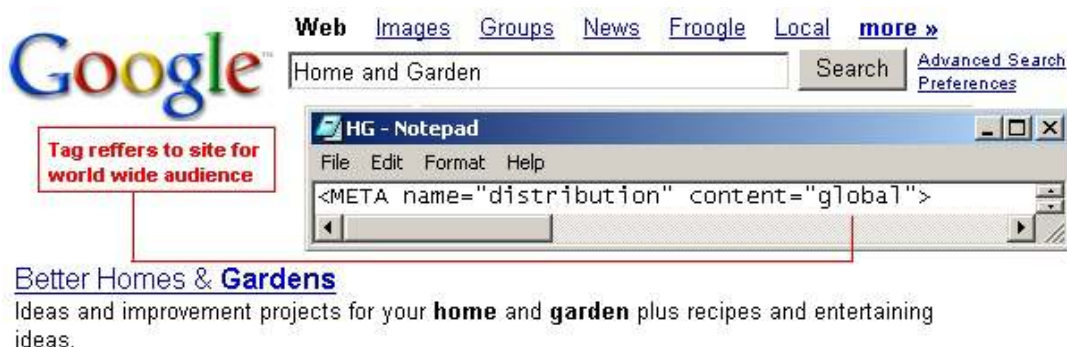 Google™
Web Images Groups News Froogle Local more »
Home and Garden Search Advanced Search
Preferences
Tag reffers to site for
world wide audience
HG - Notepad
File Edit Format Help
<META name="distribution" content="global">
Better Homes & Gardens
Ideas and improvement projects for your home and garden plus recipes and entertaining
ideas.